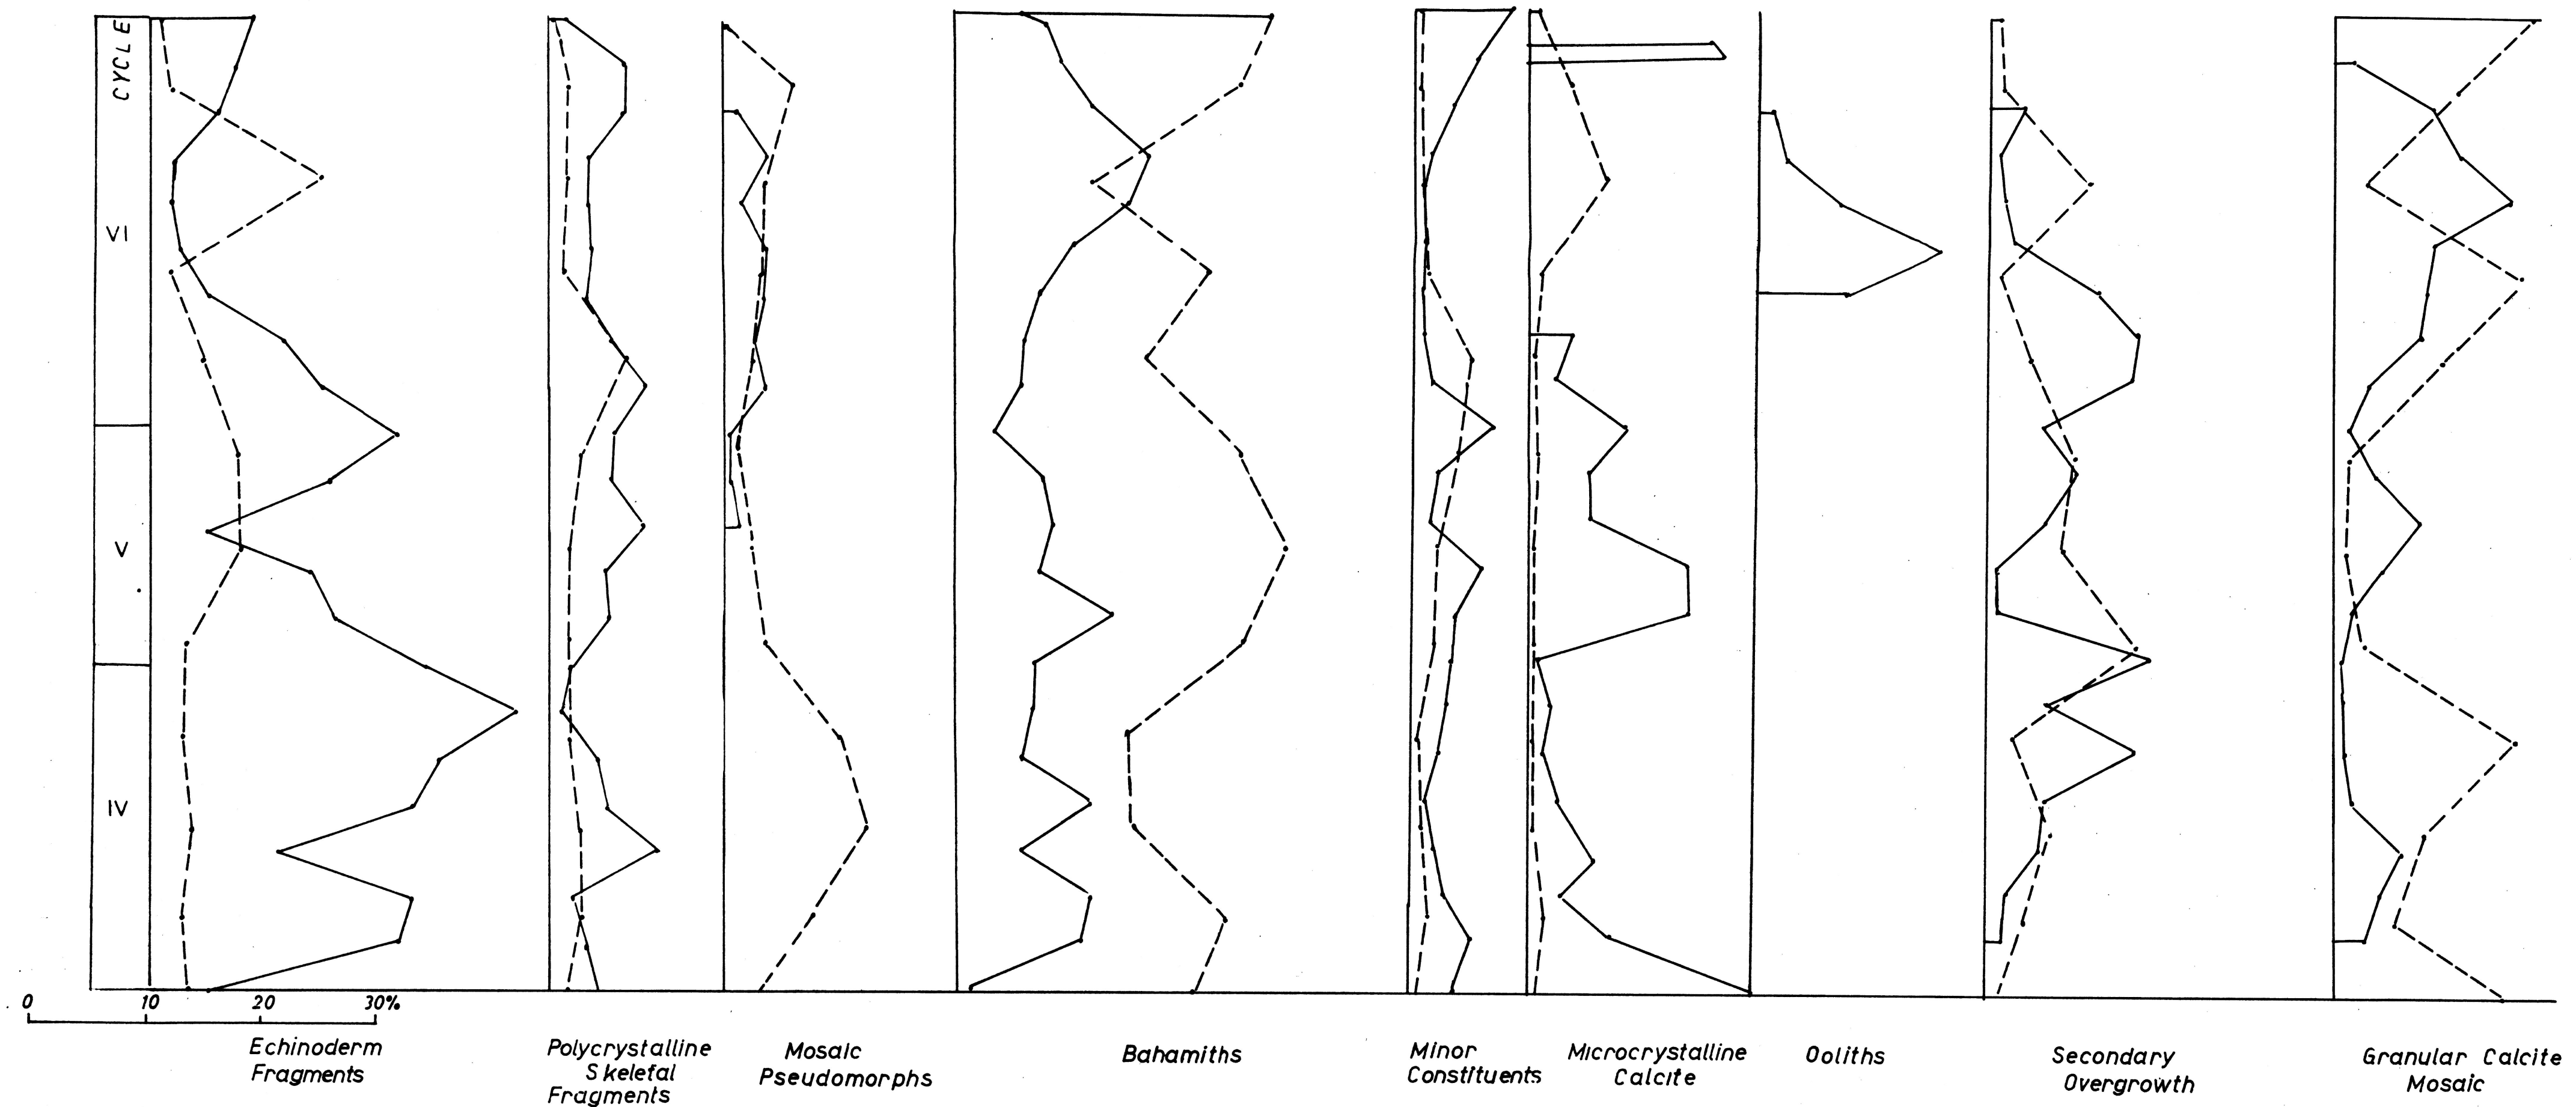 CYCLE
VI
V
IV
0 10 20 30%
Echinoderm
Fragments
Polycrystalline
Skelefal
Fragments
Mosaic
Pseudomorphs
Bahamiths
Minor
Constituents
Microcrystalline
Calcite
Ooliths
Secondary
Overgrowth
Granular Calcite
Mosaic